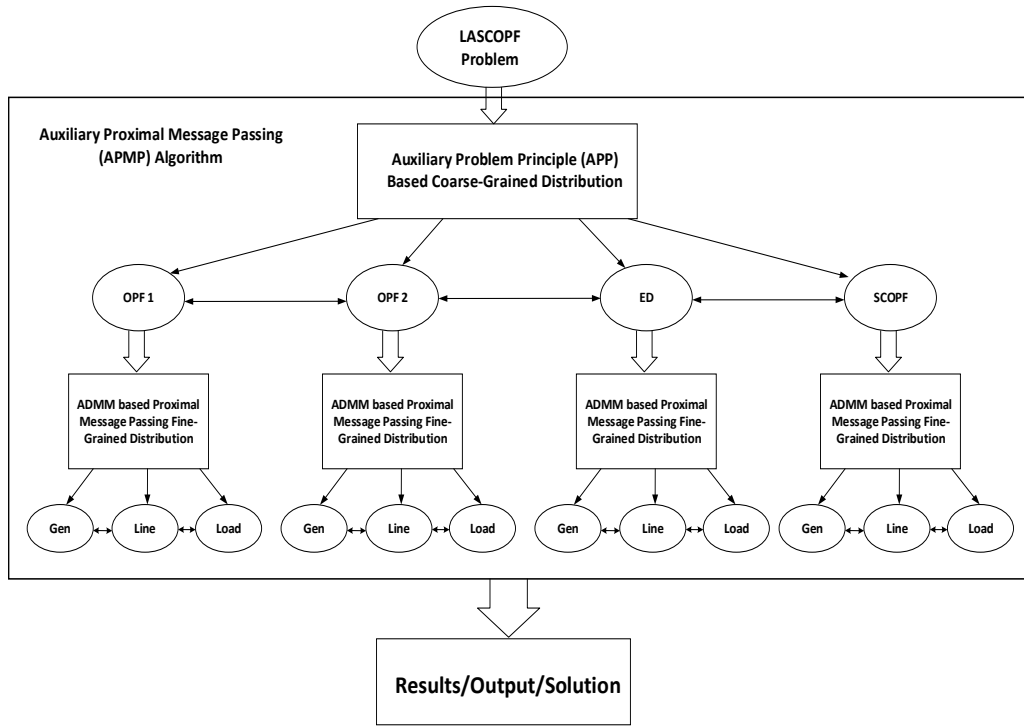 LASCOPF
Problem
Auxiliary Proximal Message Passing
(APMP) Algorithm
Auxiliary Problem Principle (APP)
Based Coarse-Grained Distribution
OPF 1
OPF 2
ED
SCOPF
ADMM based Proximal
Message Passing Fine-
Grained Distribution
ADMM based Proximal
Message Passing Fine-
Grained Distribution
ADMM based Proximal
Message Passing Fine-
Grained Distribution
ADMM based Proximal
Message Passing Fine-
Grained Distribution
Gen
Line
Load
Gen
Line
Load
Gen
Line
Load
Gen
Line
Load
Results/Output/Solution